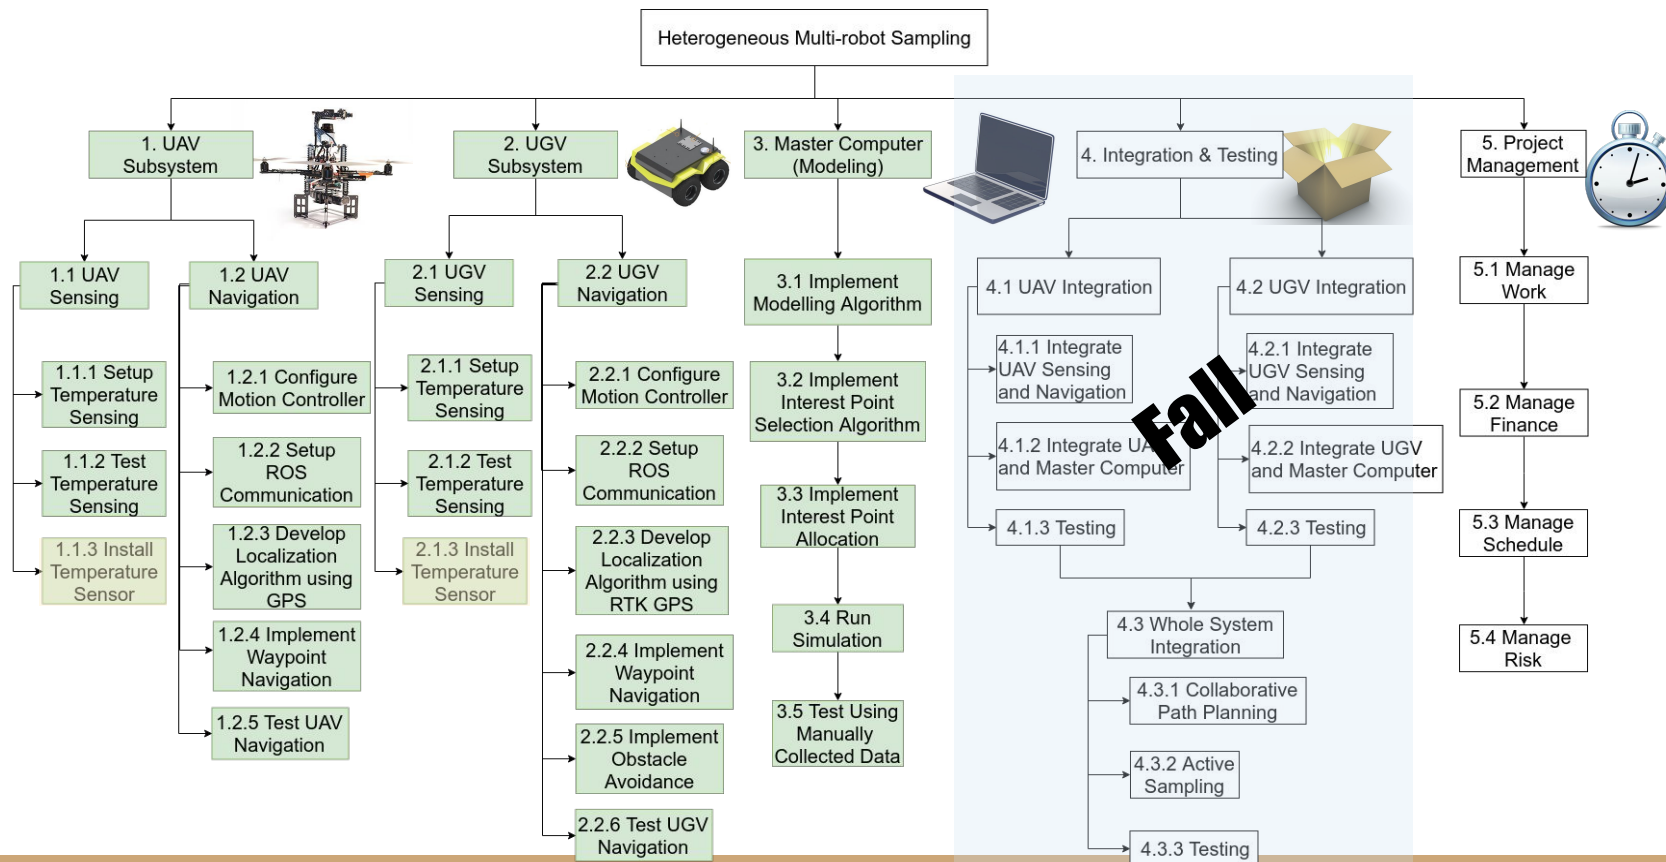 Heterogeneous Multi-robot Sampling
1. UAV
Subsystem
2. UGV
Subsystem
3. Master Computer
(Modeling)
4. Integration & Testing
5. Project
Management
1.1 UAV
Sensing
1.2 UAV
Navigation
2.1 UGV
Sensing
2.2 UGV
Navigation
3.1 Implement
Modelling Algorithm
4.1 UAV Integration
4.2 UGV Integration
5.1 Manage
Work
1.1.1 Setup
Temperature
Sensing
1.2.1 Configure
Motion Controller
2.1.1 Setup
Temperature
Sensing
2.2.1 Configure
Motion Controller
3.2 Implement
Interest Point
Selection Algorithm
4.1.1 Integrate
UAV Sensing
and Navigation
4.2.1 Integrate
UGV Sensing
and Navigation
5.2 Manage
Finance
Fall
1.1.2 Test
Temperature
Sensing
1.2.2 Setup
ROS
Communication
2.1.2 Test
Temperature
Sensing
2.2.2 Setup
ROS
Communication
3.3 Implement
Interest Point
Allocation
4.1.2 Integrate UAV
and Master Computer
4.2.2 Integrate UGV
and Master Computer
5.3 Manage
Schedule
1.1.3 Install
Temperature
Sensor
1.2.3 Develop
Localization
Algorithm using
GPS
2.1.3 Install
Temperature
Sensor
2.2.3 Develop
Localization
Algorithm using
RTK GPS
3.4 Run
Simulation
4.1.3 Testing
4.2.3 Testing
5.4 Manage
Risk
1.2.4 Implement
Waypoint
Navigation
2.2.4 Implement
Waypoint
Navigation
3.5 Test Using
Manually
Collected Data
4.3 Whole System
Integration
1.2.5 Test UAV
Navigation
2.2.5 Implement
Obstacle
Avoidance
4.3.1 Collaborative
Path Planning
4.3.2 Active
Sampling
2.2.6 Test UGV
Navigation
4.3.3 Testing